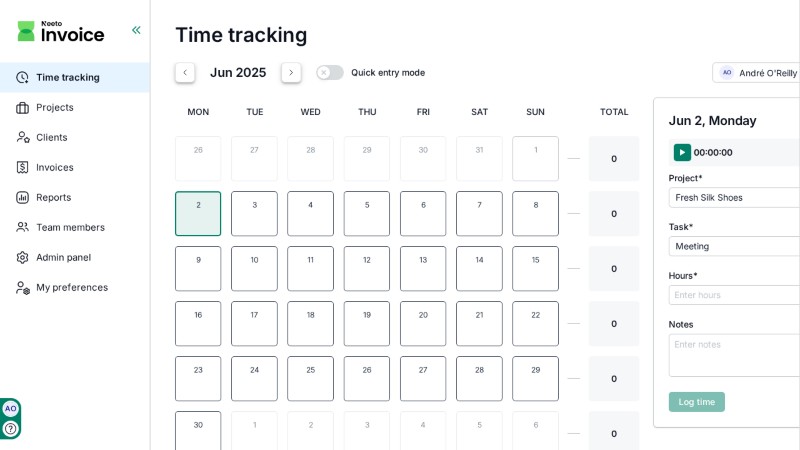 Neeto
Invoice
Time tracking
Projects
Clients
Invoices
Reports
Team members
Admin panel
My preferences
AO
Time tracking
Jun 2025
Quick entry mode
AO André O'Reilly
MON TUE WED THU FRI SAT SUN TOTAL
26 27 28 29 30 31 1 0
2 3 4 5 6 7 8 0
9 10 11 12 13 14 15 0
16 17 18 19 20 21 22 0
23 24 25 26 27 28 29 0
30 1 2 3 4 5 6 0
Jun 2, Monday
00:00:00
Project*
Fresh Silk Shoes
Task*
Meeting
Hours*
Enter hours
Notes
Enter notes
Log time